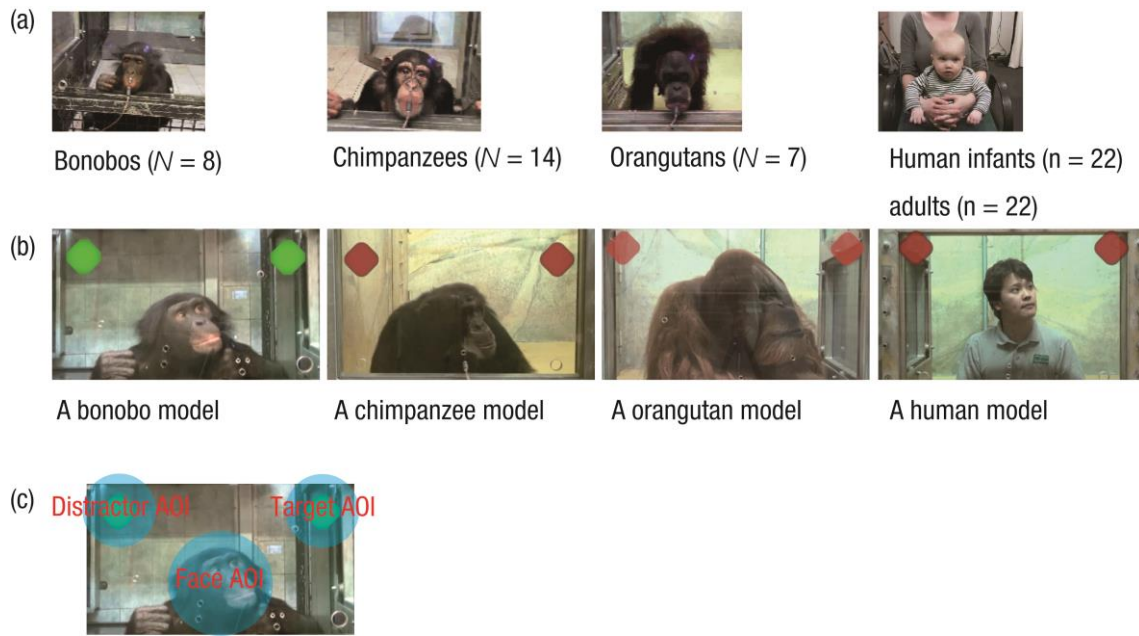 (a)
Bonobos (N = 8)
Chimpanzees (N = 14)
Orangutans (N = 7)
Human infants (n = 22)
adults (n = 22)
(b)
A bonobo model
A chimpanzee model
A orangutan model
A human model
(c)
Distractor AOI
Target AOI
Face AOI